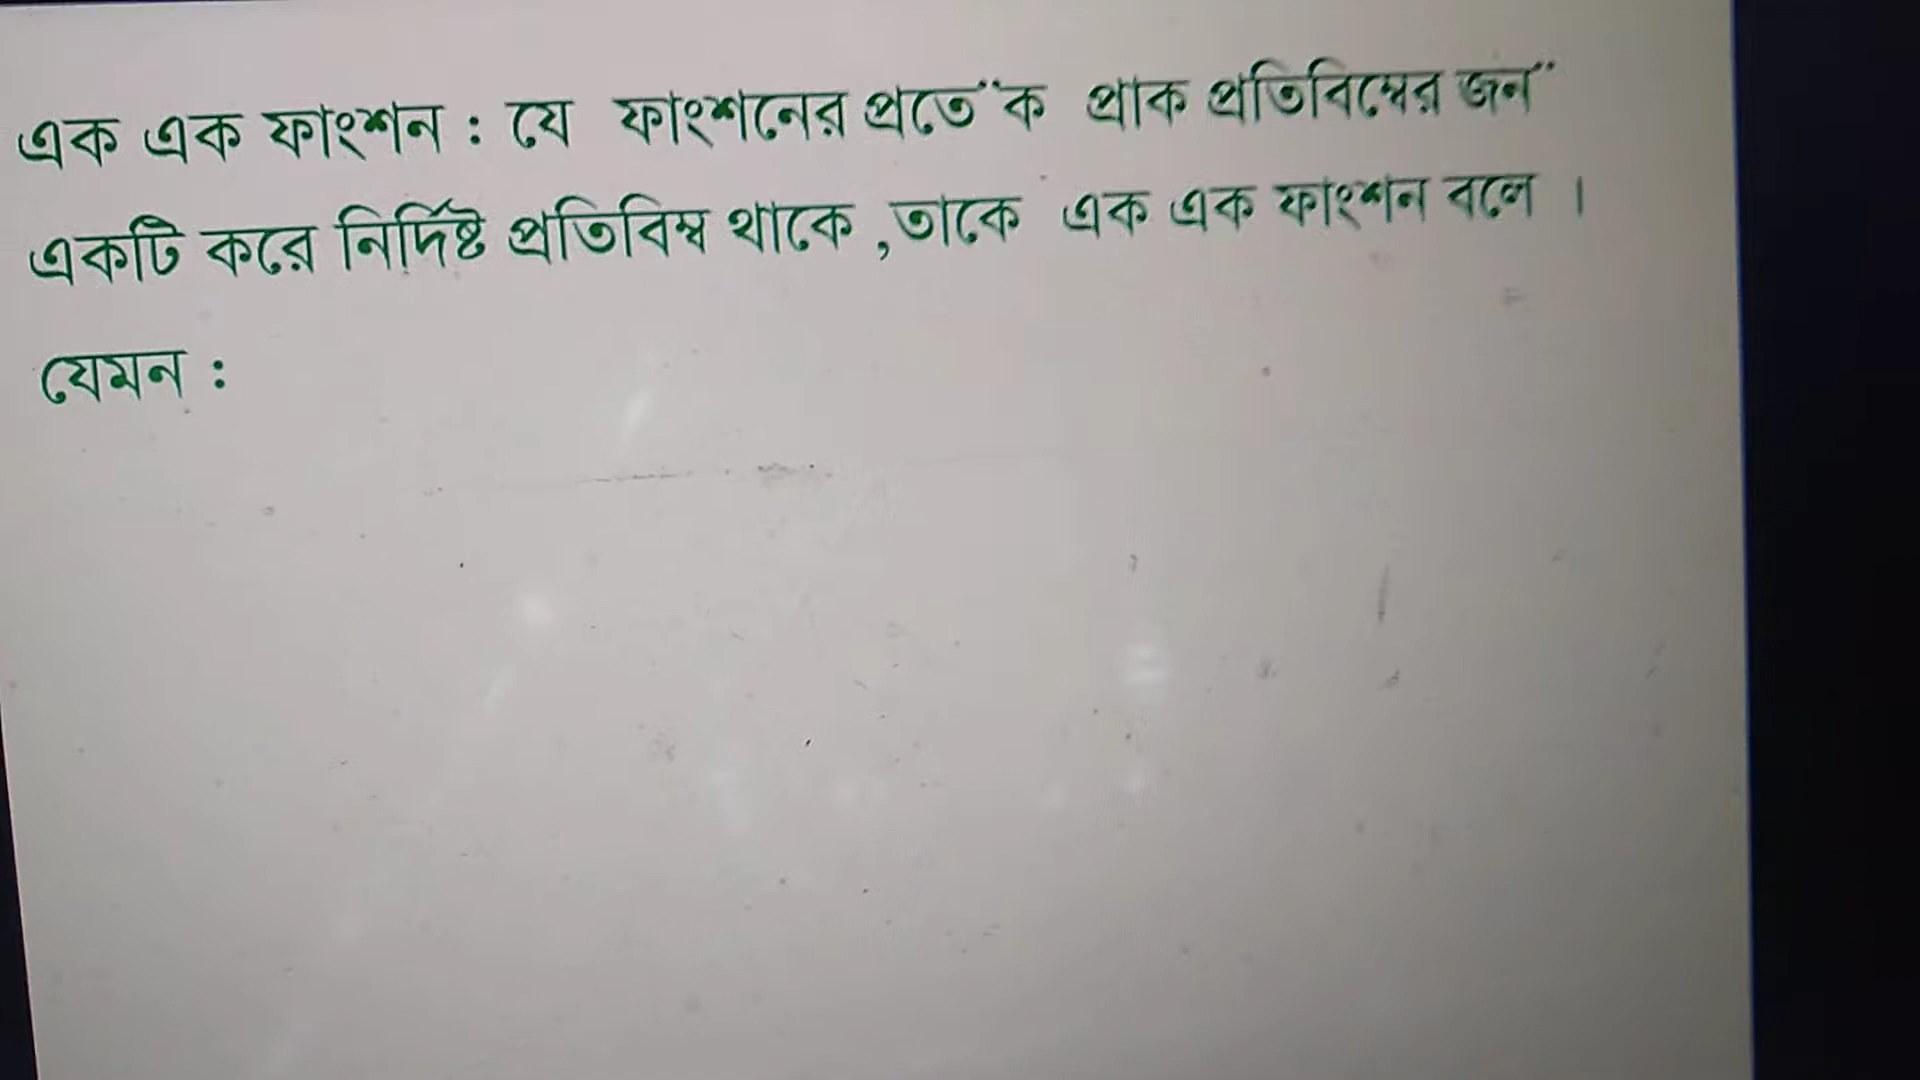 এক এক ফাংশন : যে ফাংশনের প্রতে¨ক প্রাক প্রতিবিম্বের জন¨
একটি করে নির্দিষ্ট প্রতিবিম্ব থাকে ,তাকে এক এক ফাংশন বলে ।
যেমন :